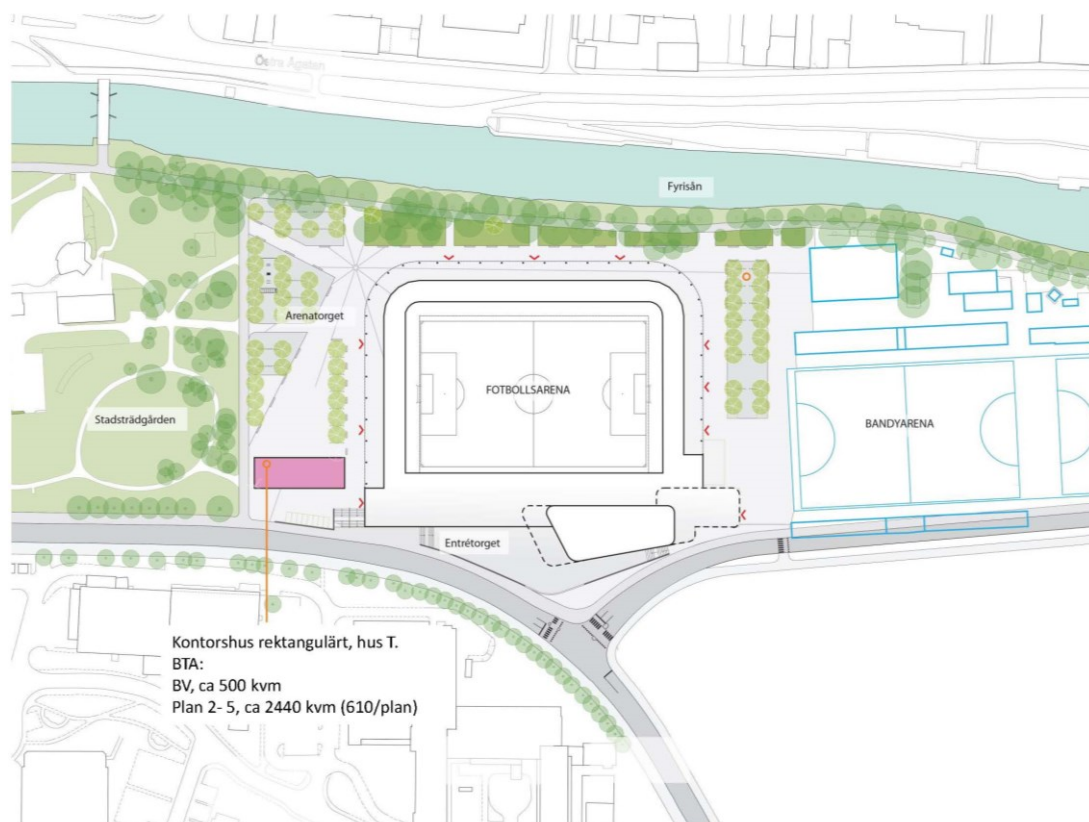 Östra Ågatan
Fyrisån
Arenatorget
FOTBOLLSARENA
Stadsträdgården
BANDYARENA
Entrétorget
Kontorshus rektangulärt, hus T.
BTA:
BV, ca 500 kvm
Plan 2- 5, ca 2440 kvm (610/plan)